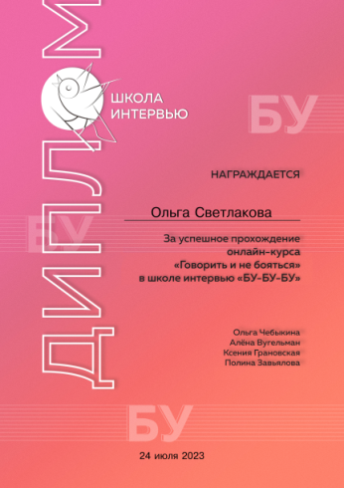 ДИПЛОМ
ШКОЛА
ИНТЕРВЬЮ
БУ
НАГРАЖДАЕТСЯ
Ольга Светлакова
БУ
За успешное прохождение
онлайн-курса
«Говорить и не бояться»
в школе интервью «БУ-БУ-БУ»
Ольга Чебыкина
Алёна Вугельман
Ксения Грановская
Полина Завьялова
БУ
24 июля 2023